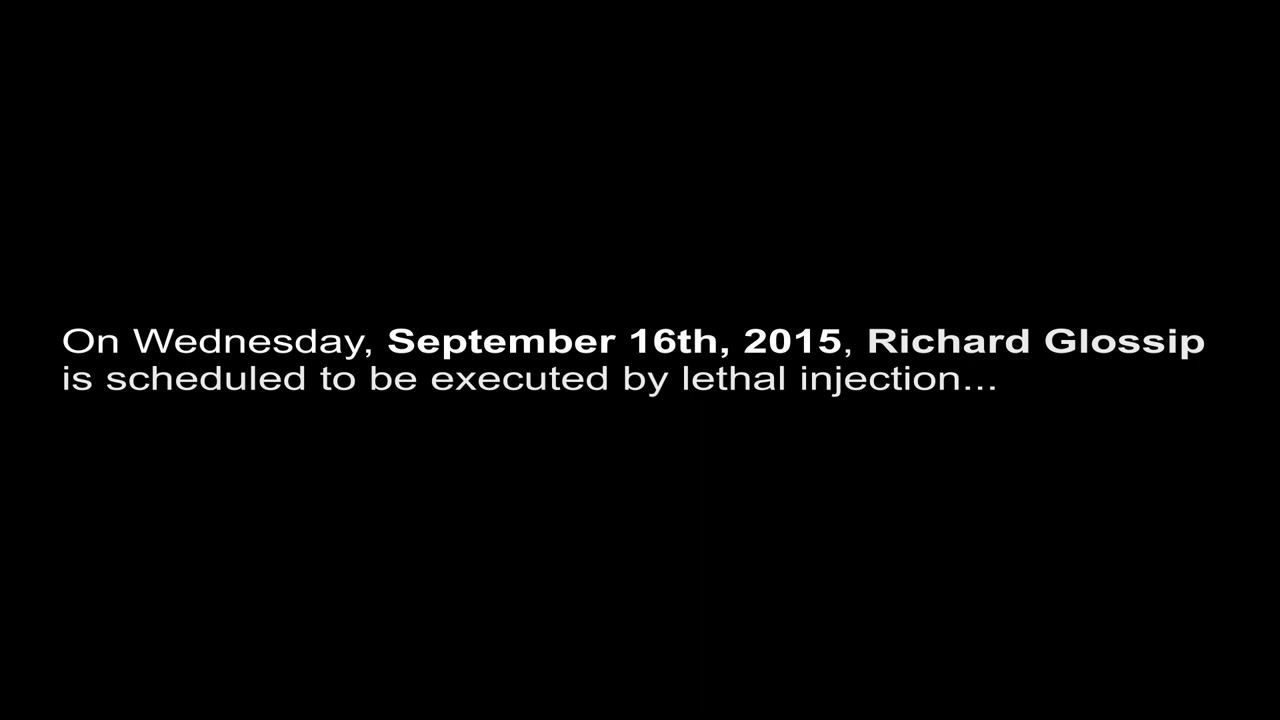 On Wednesday, September 16th, 2015, Richard Glossip
is scheduled to be executed by lethal injection...